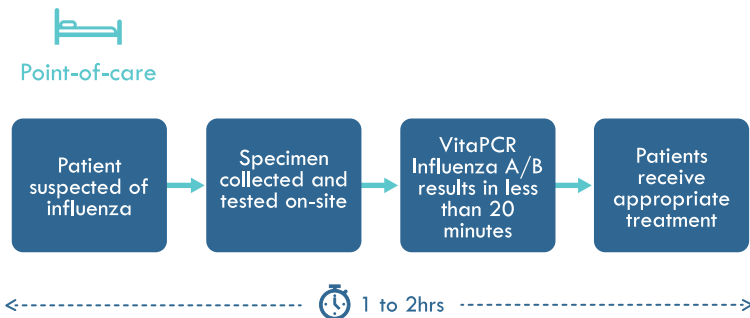 Point-of-care
Patient
suspected of
influenza
Specimen
collected and
tested on-site
VitaPCR
Influenza A/B
results in less
than 20
minutes
Patients
receive
appropriate
treatment
1 to 2hrs